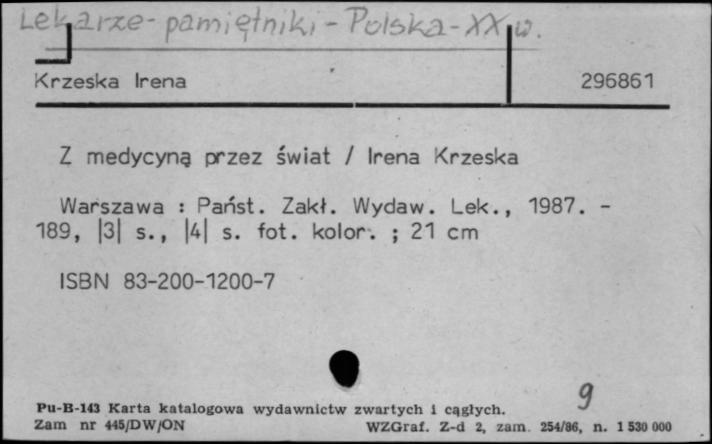 Lekarze - pamiętniki - Polska - XX w.
Krzeska Irena 296861
Z medycyną przez świat / Irena Krzeska
Warszawa : Państ. Zakł. Wydaw. Lek., 1987. -
189, |3| s., |4| s. fot. kolor. ; 21 cm
ISBN 83-200-1200-7
9
Pu-B-143 Karta katalogowa wydawnictw zwartych i ciągłych.
Zam nr 445/DW/ON WZGraf. Z-d 2, zam. 254/86, n. 1 530 000